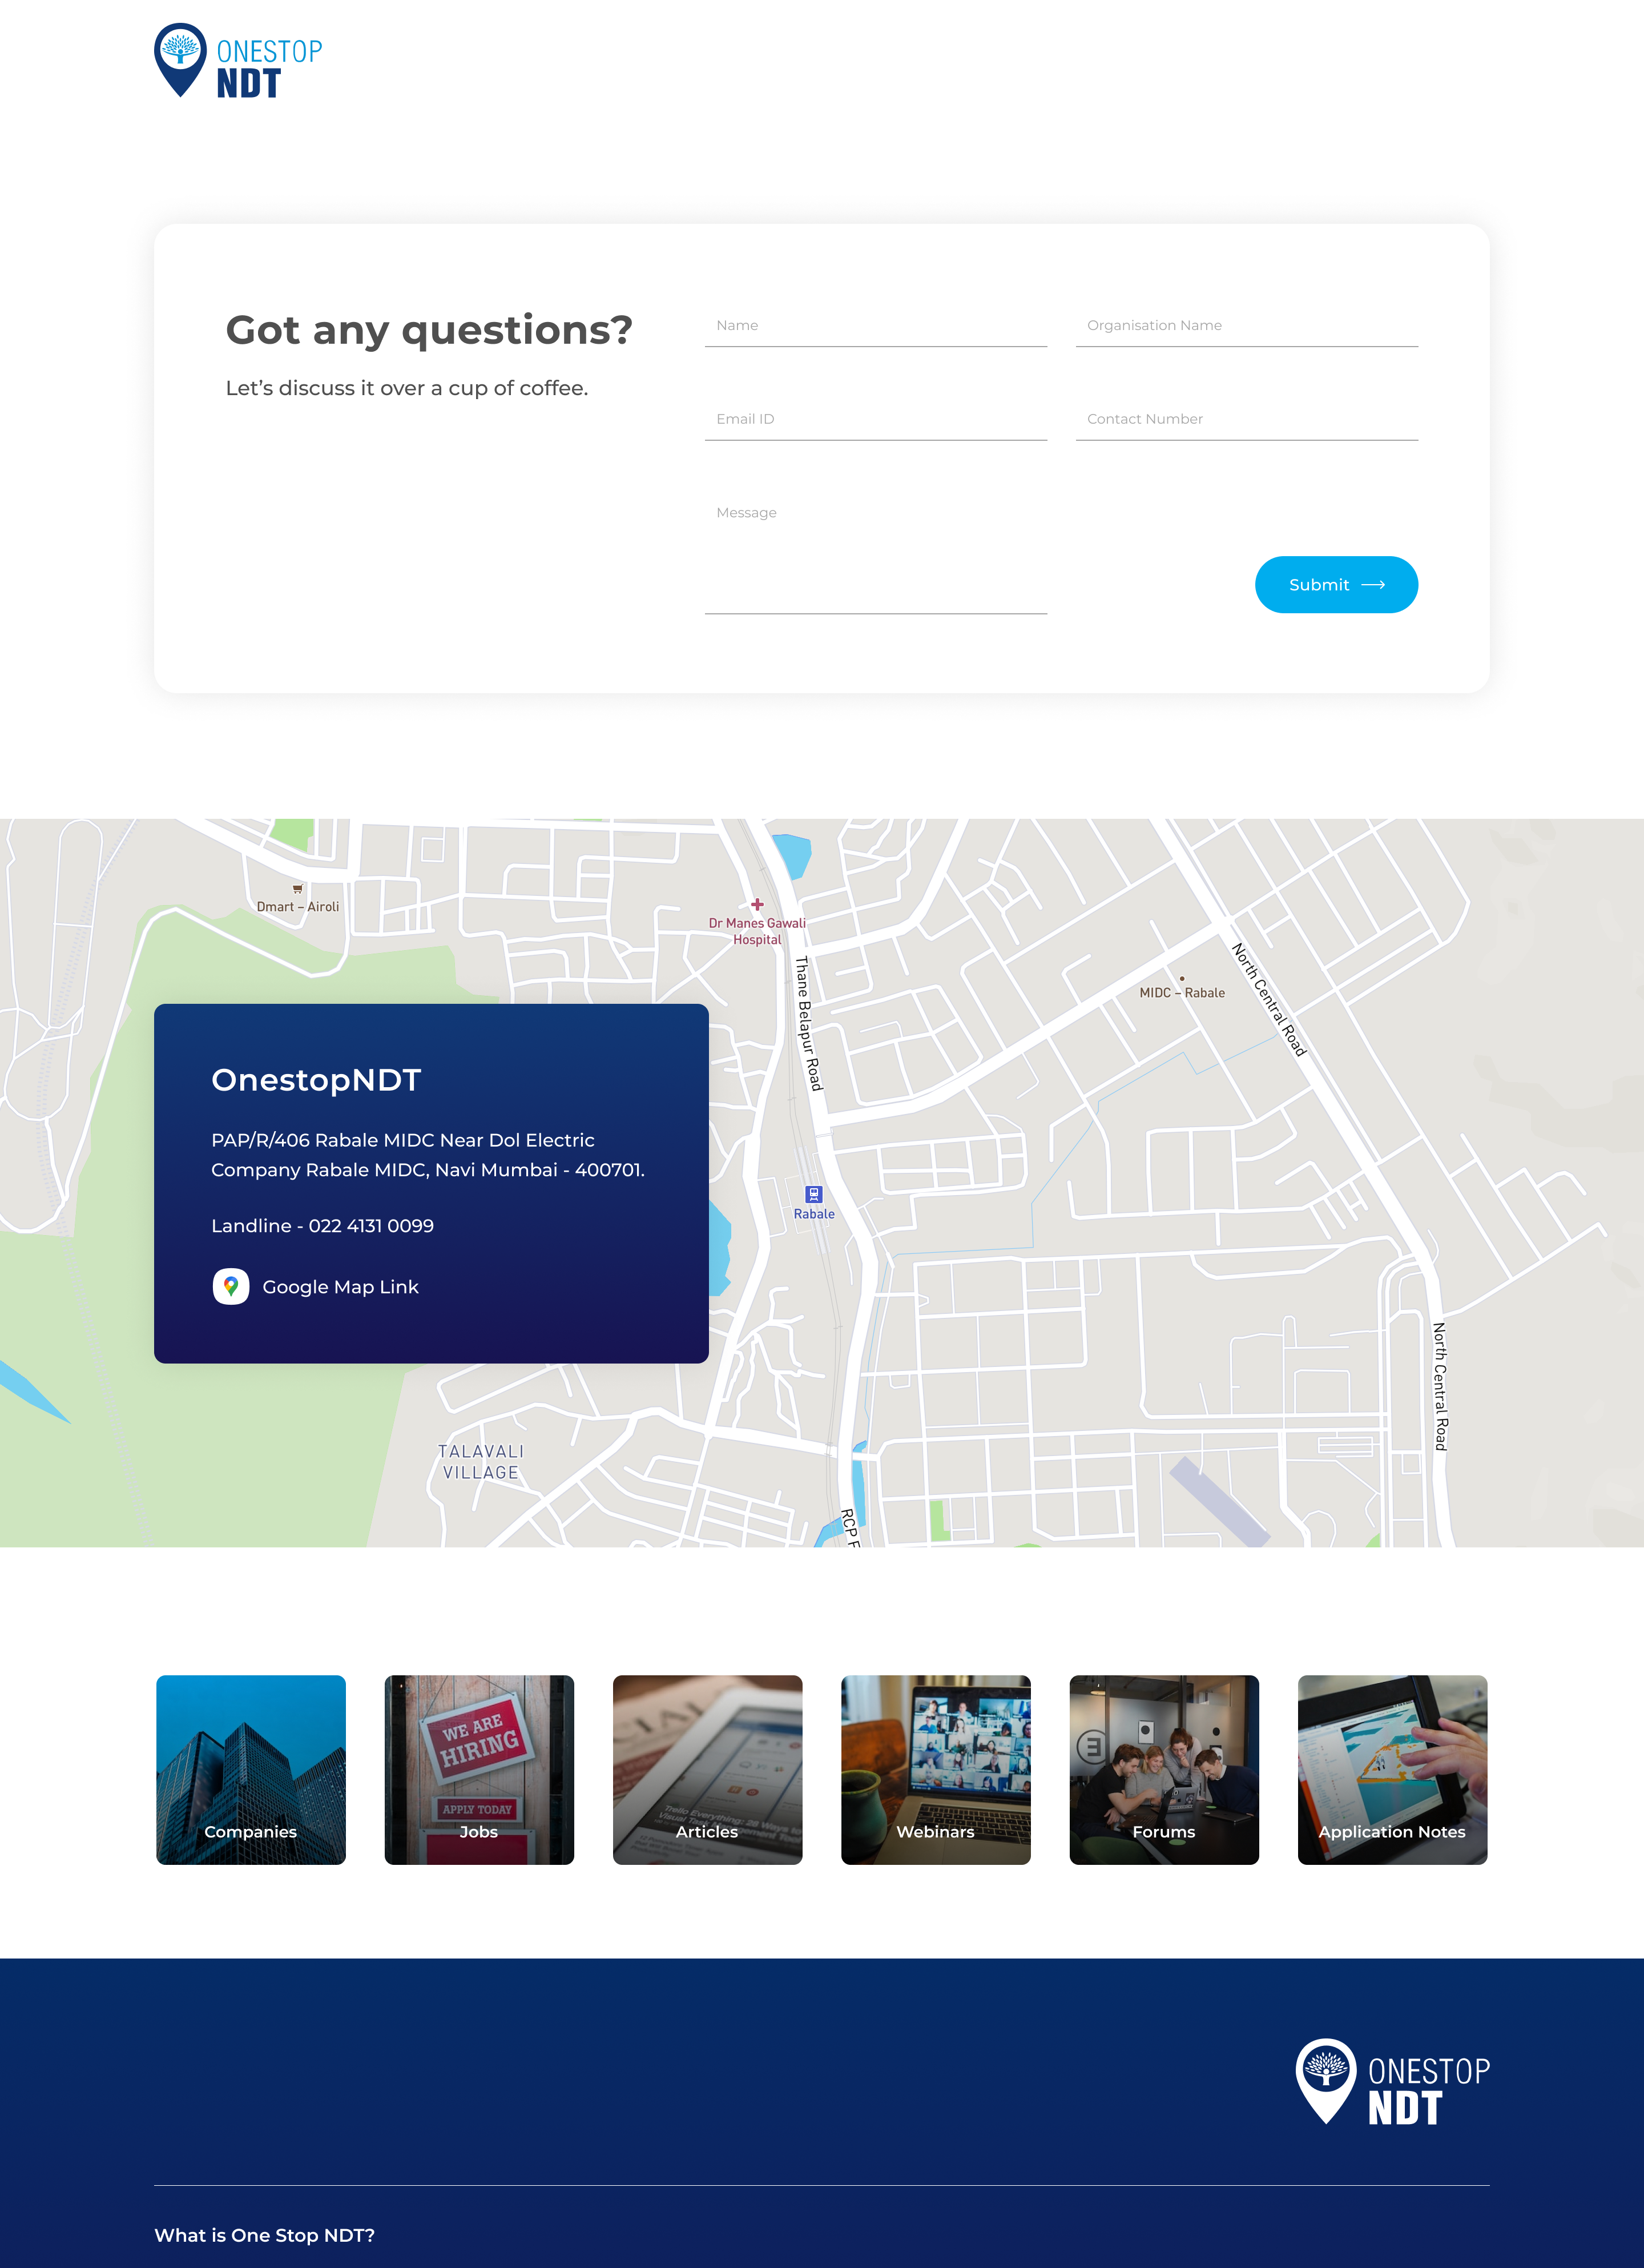 ONESTOP
NDT
Got any questions?
Let’s discuss it over a cup of coffee.
Name
Organisation Name
Email ID
Contact Number
Message
Submit
Dmart – Airoli
Dr Manes Gawali
Hospital
Thane Belapur Road
North Central Road
MIDC – Rabale
OnestopNDT
PAP/R/406 Rabale MIDC Near Dol Electric
Company Rabale MIDC, Navi Mumbai - 400701.
Landline - 022 4131 0099
Google Map Link
Rabale
North Central Road
TALAVALI
VILLAGE
RCP
WE ARE
HIRING
APPLY TODAY
Companies
Jobs
Articles
Webinars
Forums
Application Notes
ONESTOP
NDT
What is One Stop NDT?